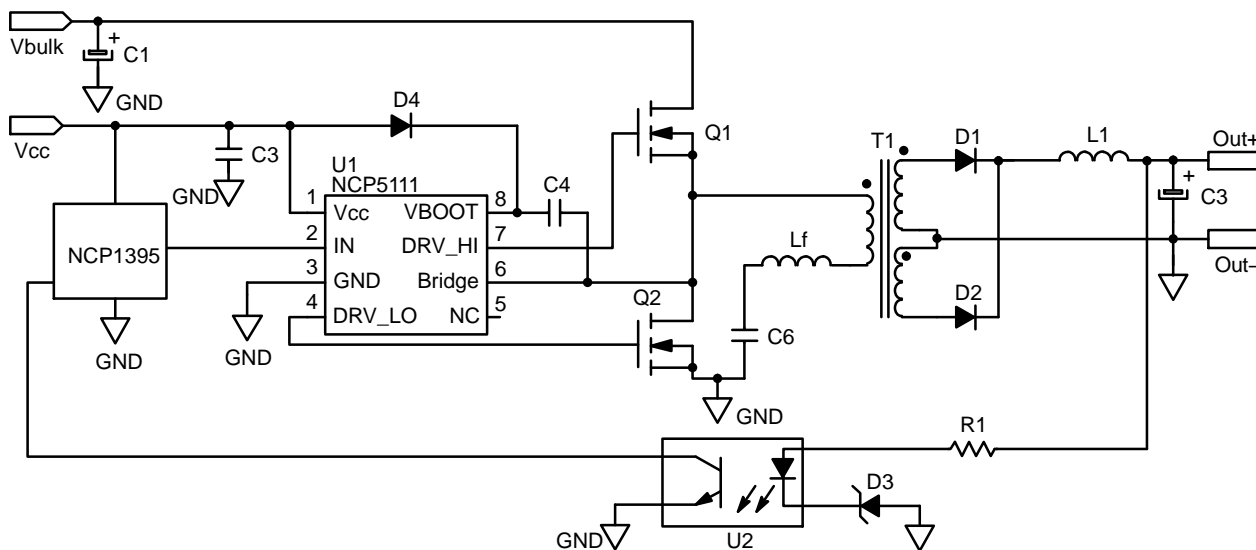 Vbulk
+
C1
GND
Vcc
D4
C3
GND
U1
NCP5111
NCP1395
GND
1
Vcc
2
IN
3
GND
4
DRV_LO
VBOOT
8
DRV_HI
7
Bridge
6
NC
5
GND
C4
Q1
Q2
GND
Lf
C6
T1
D1
D2
L1
Out+
+
C3
Out–
R1
D3
U2
GND